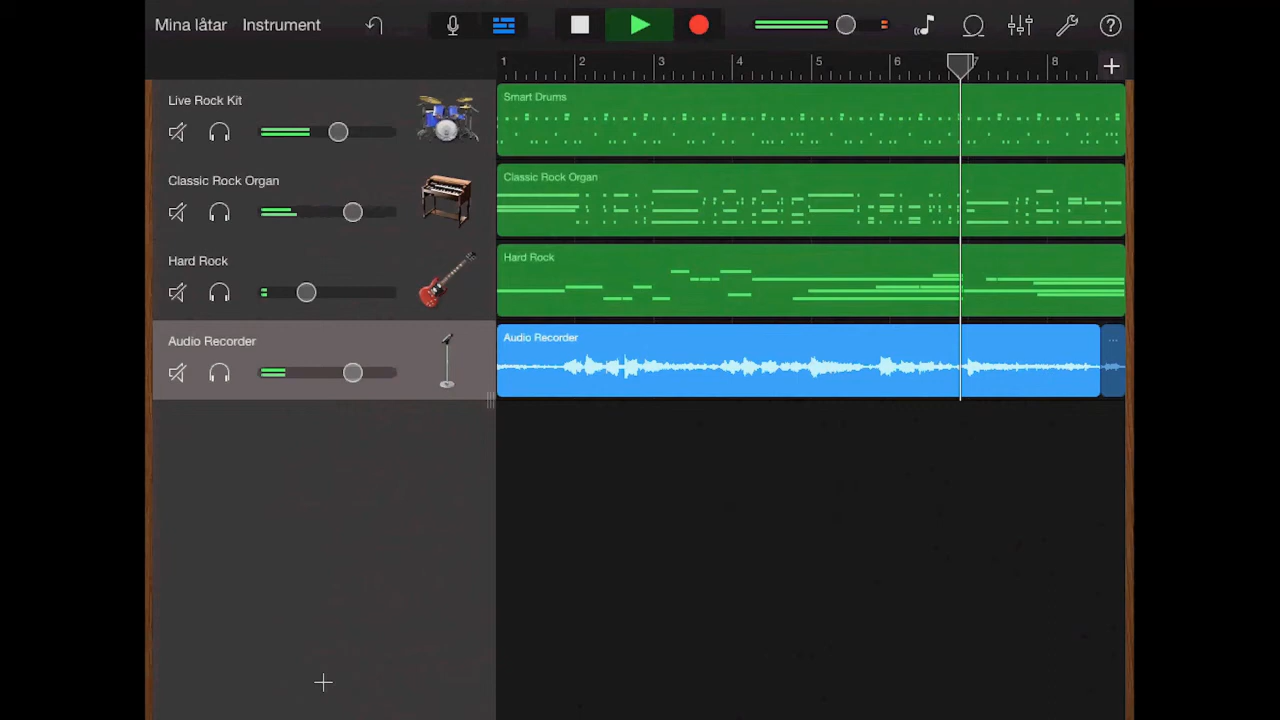 Mina låtar Instrument ?
1 2 3 4 5 6 7 8 +
Live Rock Kit
Smart Drums
Classic Rock Organ
Classic Rock Organ
Hard Rock
Hard Rock
Audio Recorder
Audio Recorder ...